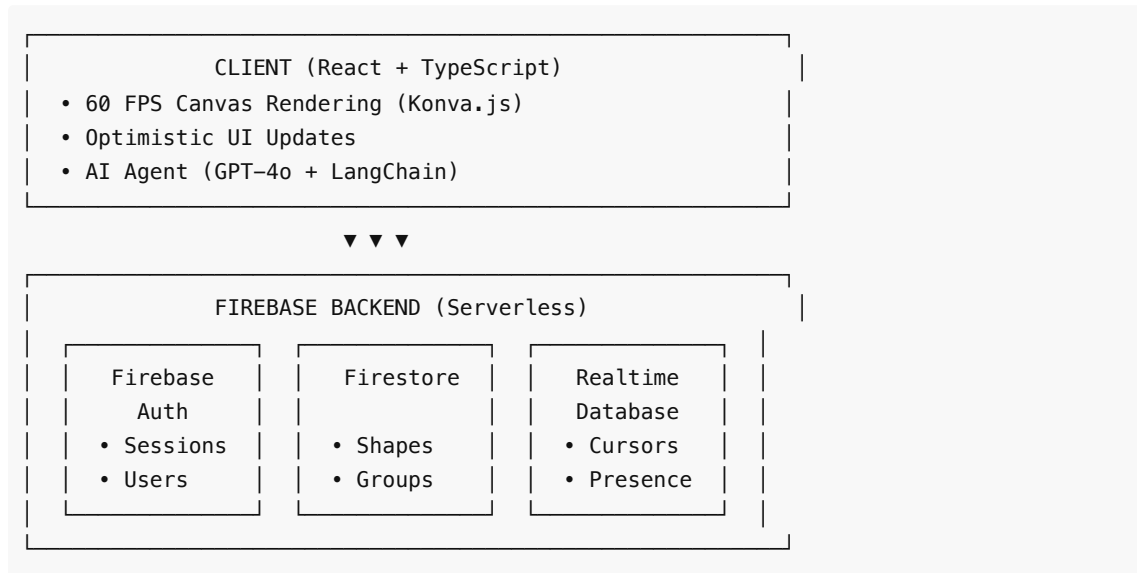 CLIENT (React + TypeScript)
• 60 FPS Canvas Rendering (Konva.js)
• Optimistic UI Updates
• AI Agent (GPT-4o + LangChain)
▼ ▼ ▼
FIREBASE BACKEND (Serverless)
Firebase Firestore Realtime
Auth Database
• Sessions • Shapes • Cursors
• Users • Groups • Presence